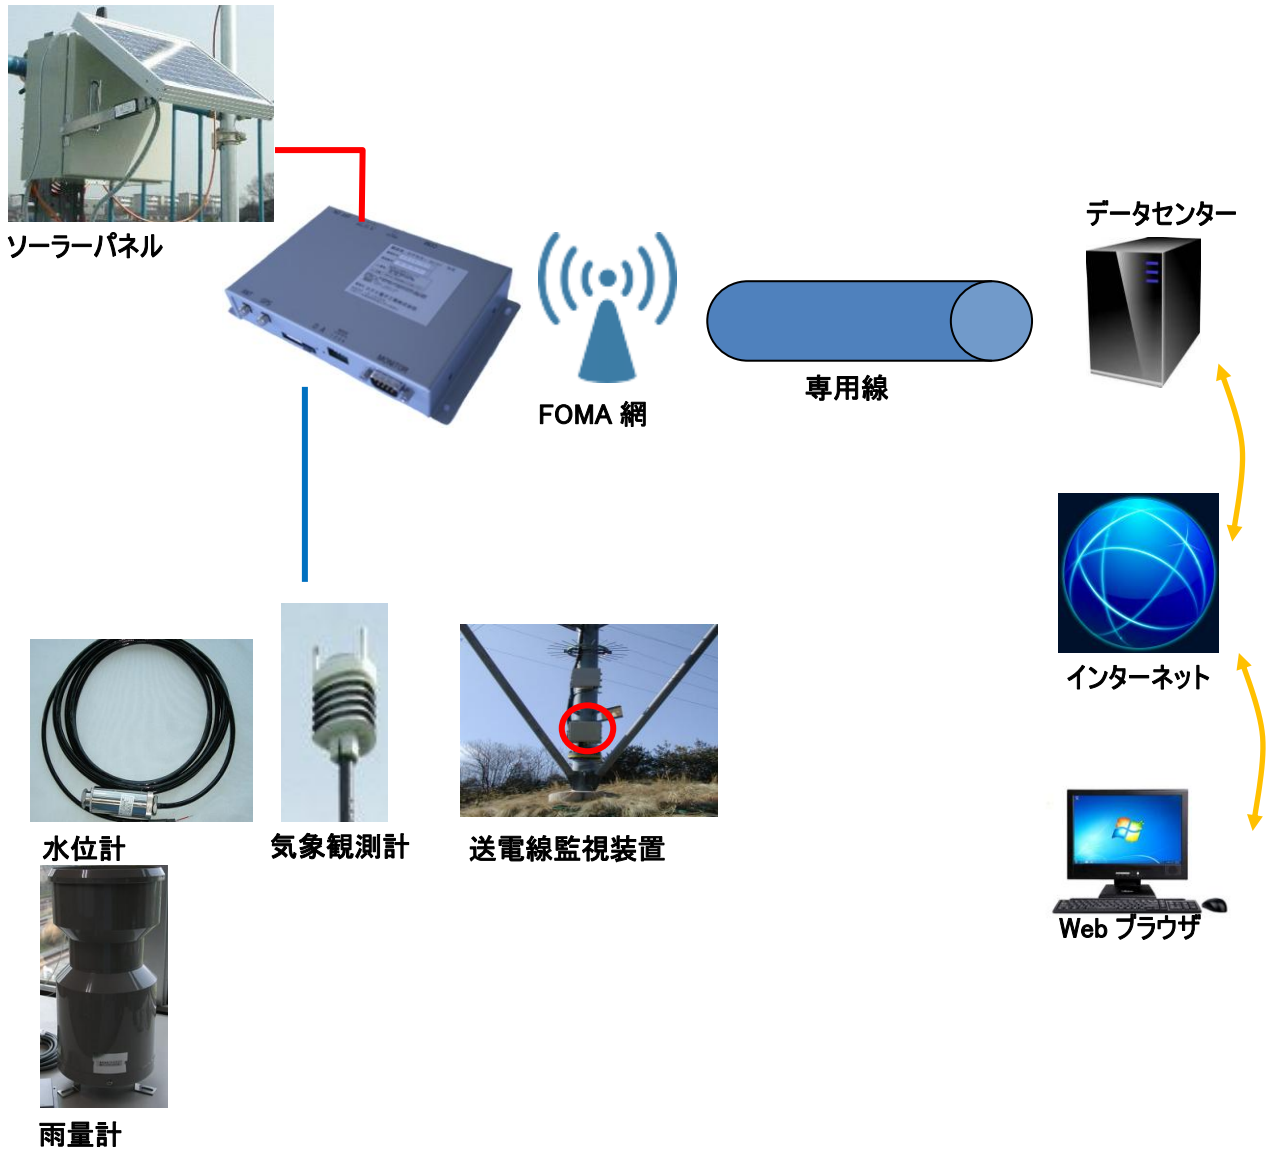 ソーラーパネル
データセンター
専用線
FOMA 網
MONITOR
インターネット
水位計
気象観測計
送電線監視装置
Web ブラウザ
雨量計